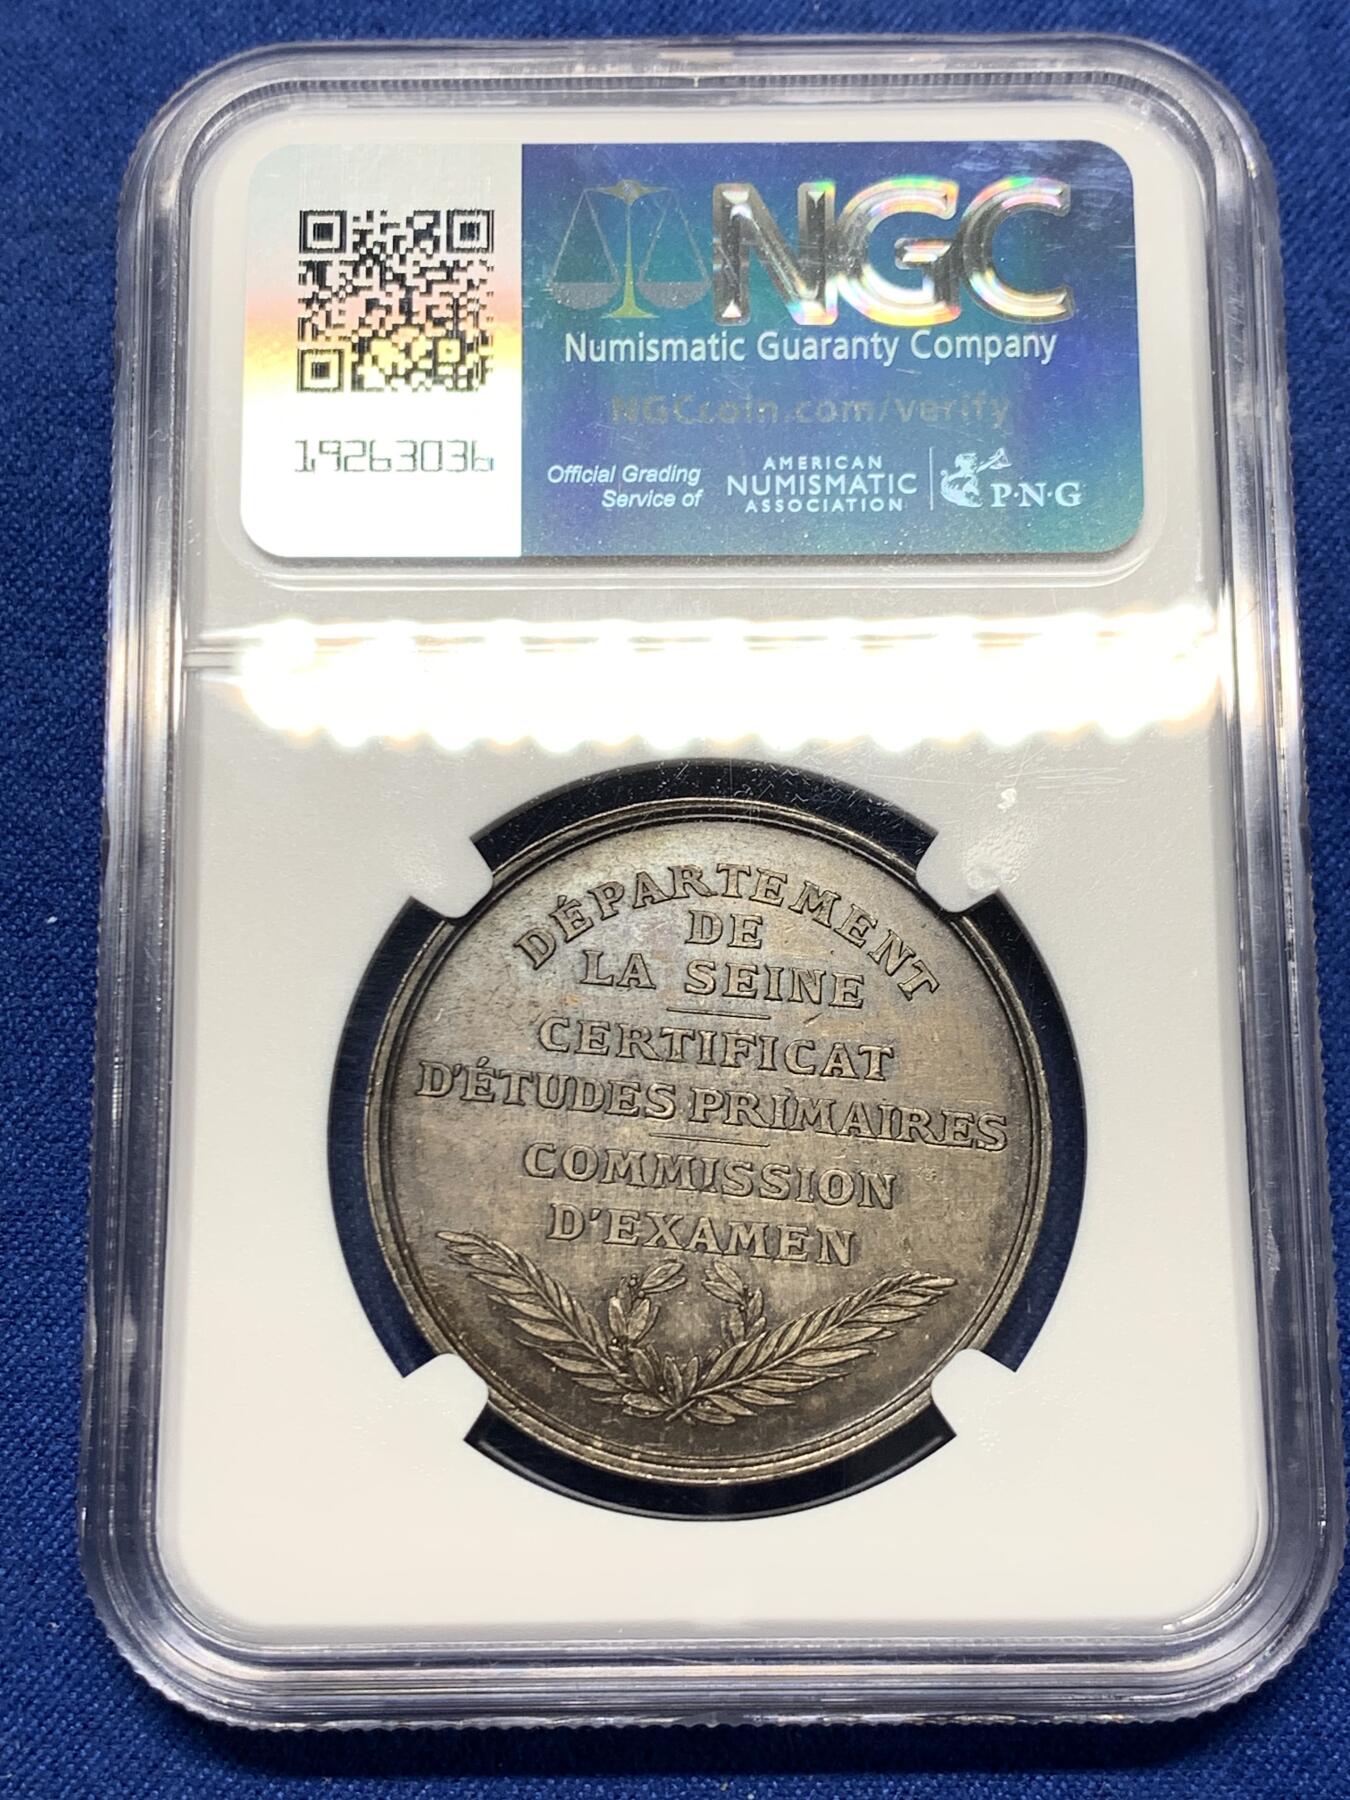 NGC
Numismatic Guaranty Company
NGCcoin.com/verify
19263036
Official Grading
Service of
AMERICAN
NUMISMATIC
ASSOCIATION
P·N·G
DÉPARTEMENT
DE
LA SEINE
CERTIFICAT
D'ÉTUDES PRIMAIRES
COMMISSION
D'EXAMEN